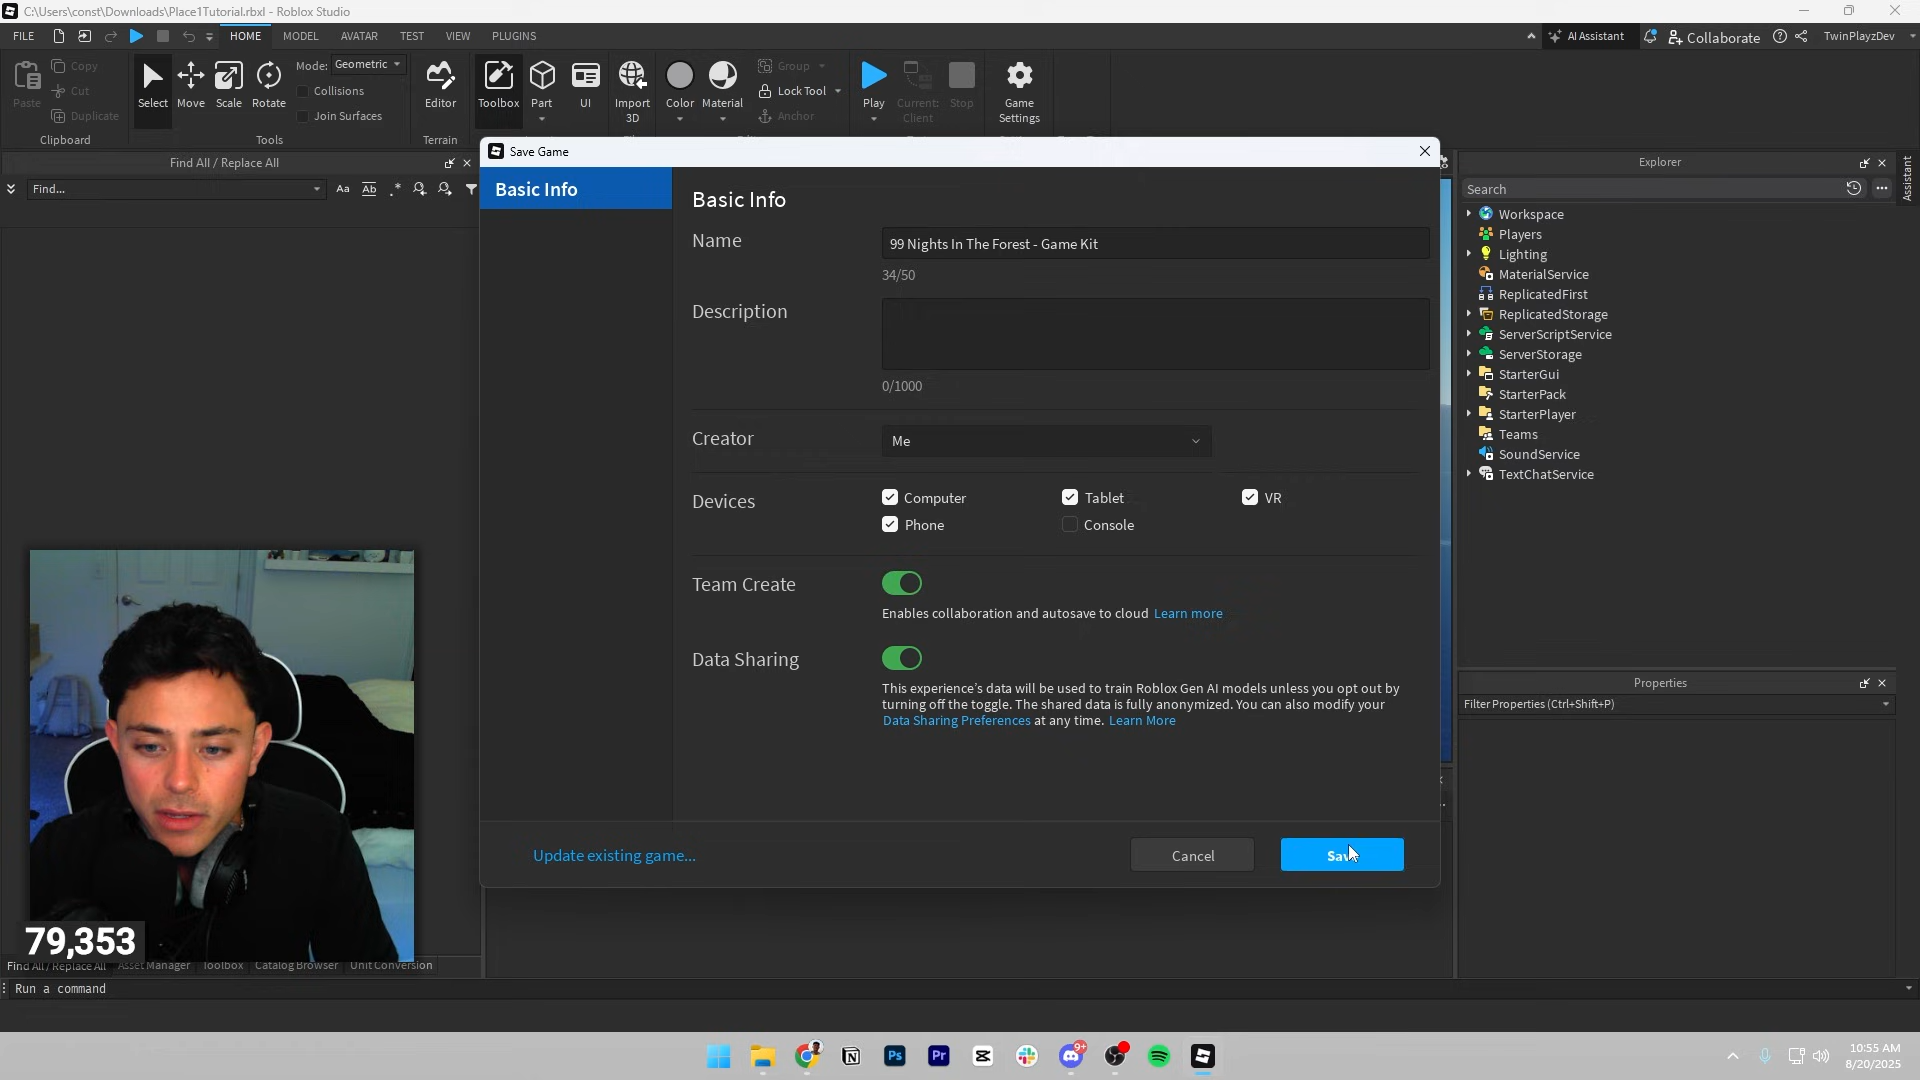 C:\Users\const\Downloads\Place1Tutorial.rbxl - Roblox Studio
FILE HOME MODEL AVATAR TEST VIEW PLUGINS AI Assistant Collaborate TwinPlayzDev
Paste Copy Cut Duplicate
Clipboard
Select Move Scale Rotate
Mode: Geometric
Collisions
Join Surfaces
Tools
Editor
Terrain
Toolbox Part UI
Import 3D
Color Material
Group
Lock Tool
Anchor
Play
Current: Client
Stop
Game Settings
Find All / Replace All
Find...
Aa Ab .*
Save Game
Basic Info
Basic Info
Name
99 Nights In The Forest - Game Kit
34/50
Description
0/1000
Creator
Me
Devices
Computer Tablet VR
Phone Console
Team Create
Enables collaboration and autosave to cloud Learn more
Data Sharing
This experience's data will be used to train Roblox Gen AI models unless you opt out by
turning off the toggle. The shared data is fully anonymized. You can also modify your
Data Sharing Preferences at any time. Learn More
Update existing game...
Cancel
Explorer
Assistant
Search
Workspace
Players
Lighting
MaterialService
ReplicatedFirst
ReplicatedStorage
ServerScriptService
ServerStorage
StarterGui
StarterPack
StarterPlayer
Teams
SoundService
TextChatService
Properties
Filter Properties (Ctrl+Shift+P)
79,353
Find All / Replace All Asset Manager Toolbox Catalog Browser Unit Conversion
Run a command
Ps Pr
9+
10:55 AM
8/20/2025